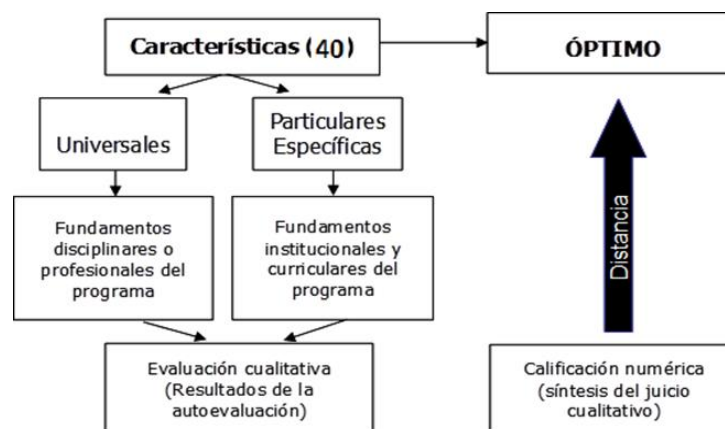 Características (40)
ÓPTIMO
Universales
Particulares
Específicas
Fundamentos
disciplinares o
profesionales del
programa
Fundamentos
institucionales y
curriculares del
programa
Distancia
Evaluación cualitativa
(Resultados de la
autoevaluación)
Calificación numérica
(síntesis del juicio
cualitativo)